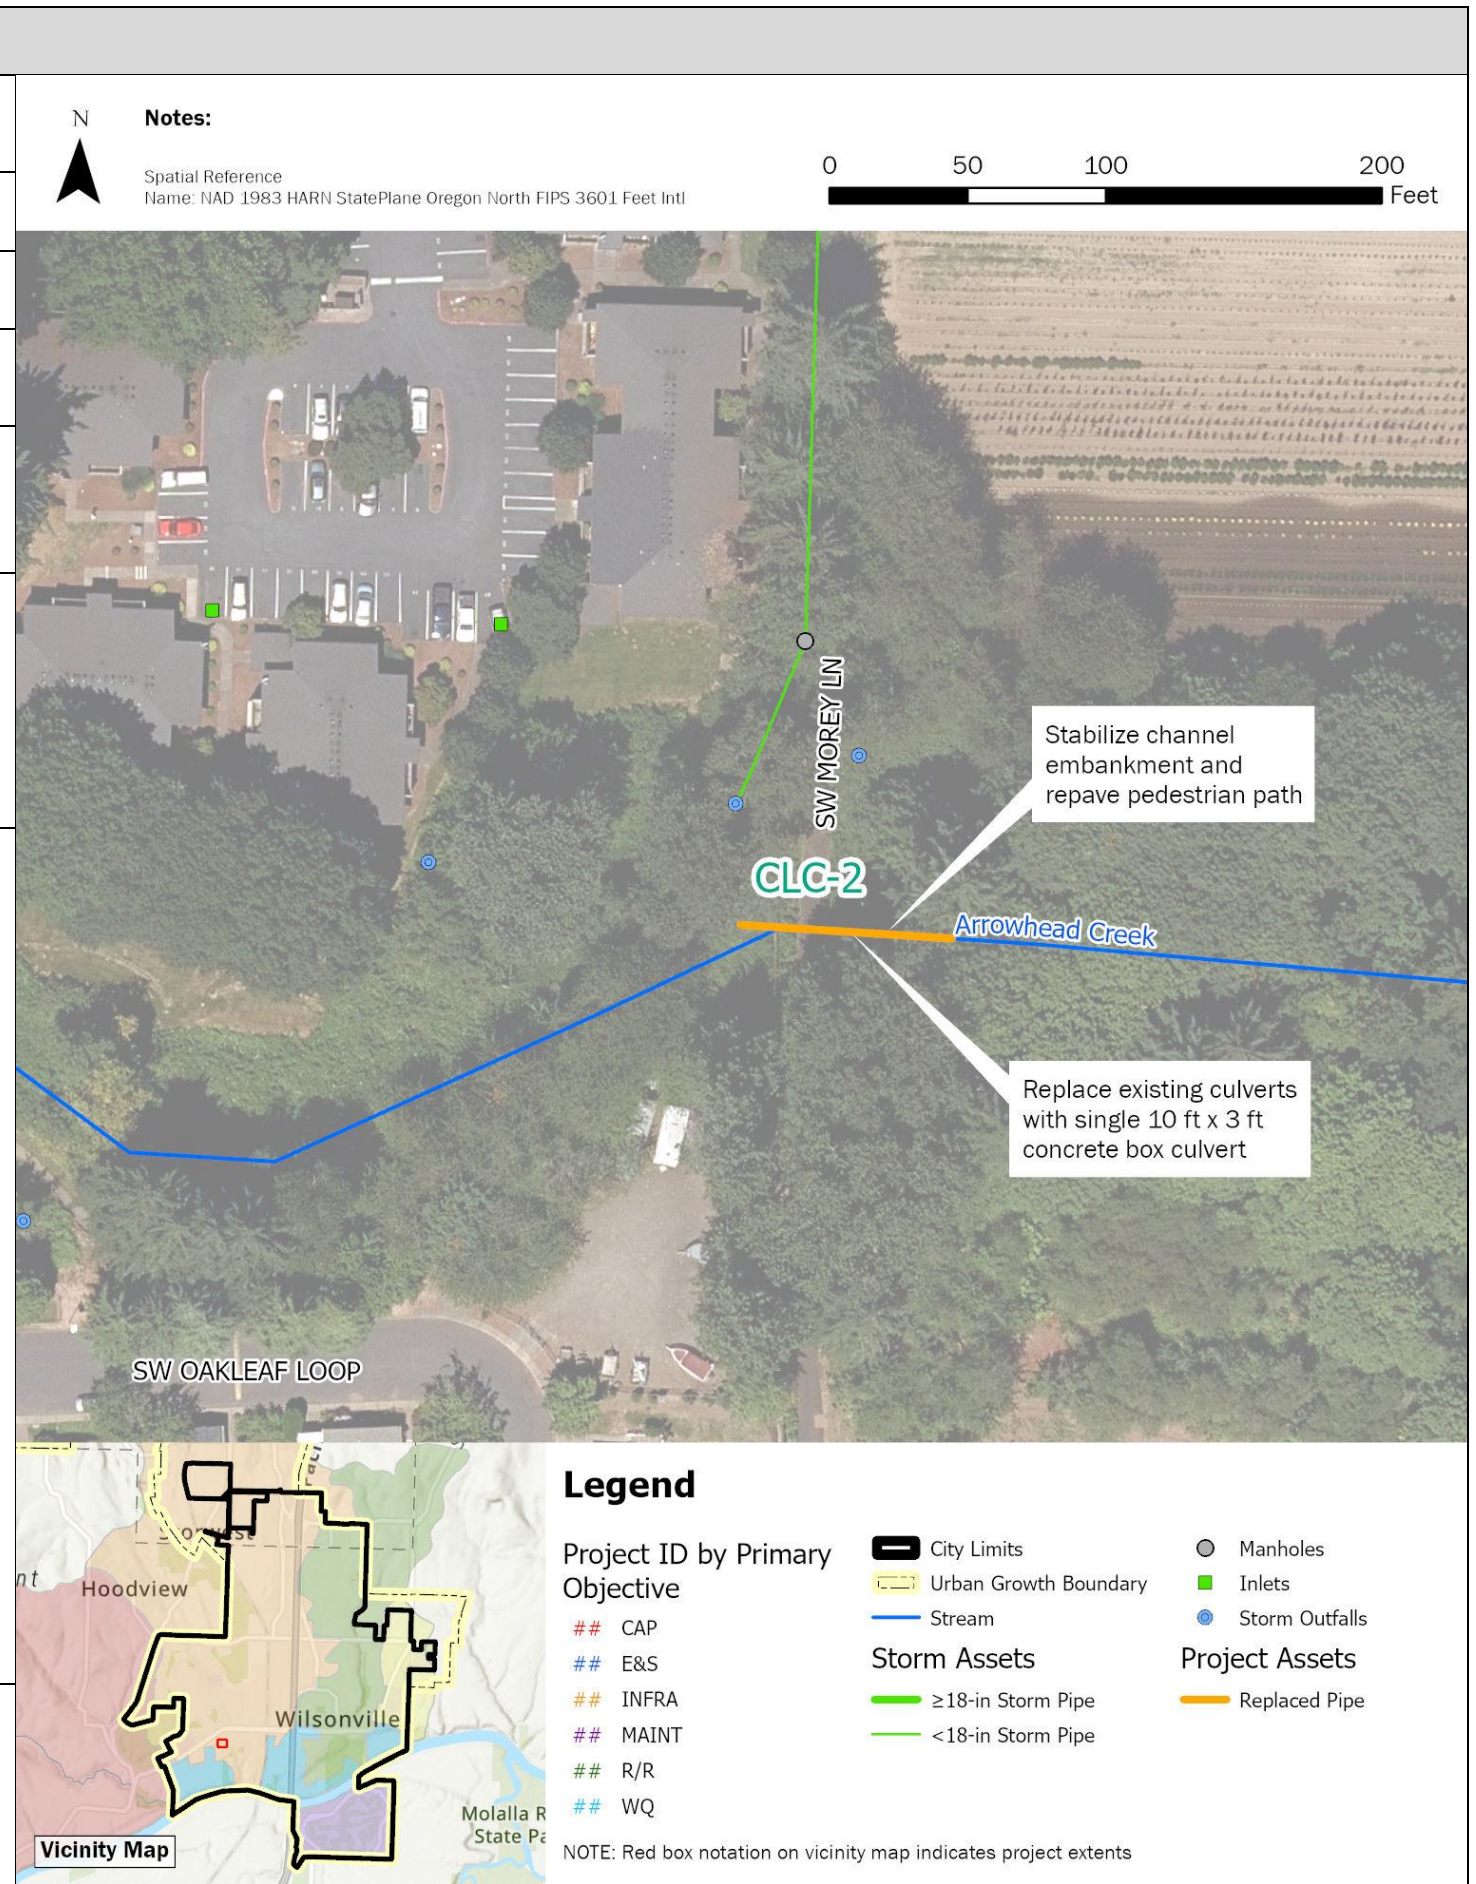 N
Notes:
Spatial Reference
Name: NAD 1983 HARN StatePlane Oregon North FIPS 3601 Feet Intl
0 50 100 200
Feet
SW MOREY LN
Stabilize channel
embankment and
repave pedestrian path
CLC-2
Arrowhead Creek
Replace existing culverts
with single 10 ft x 3 ft
concrete box culvert
SW OAKLEAF LOOP
Hoodview
Wilsonville
Molalla R
State Pa
Vicinity Map
Legend
Project ID by Primary
Objective
## CAP
## E&S
## INFRA
## MAINT
## R/R
## WQ
City Limits
Urban Growth Boundary
Stream
Storm Assets
≥18-in Storm Pipe
<18-in Storm Pipe
Manholes
Inlets
Storm Outfalls
Project Assets
Replaced Pipe
NOTE: Red box notation on vicinity map indicates project extents